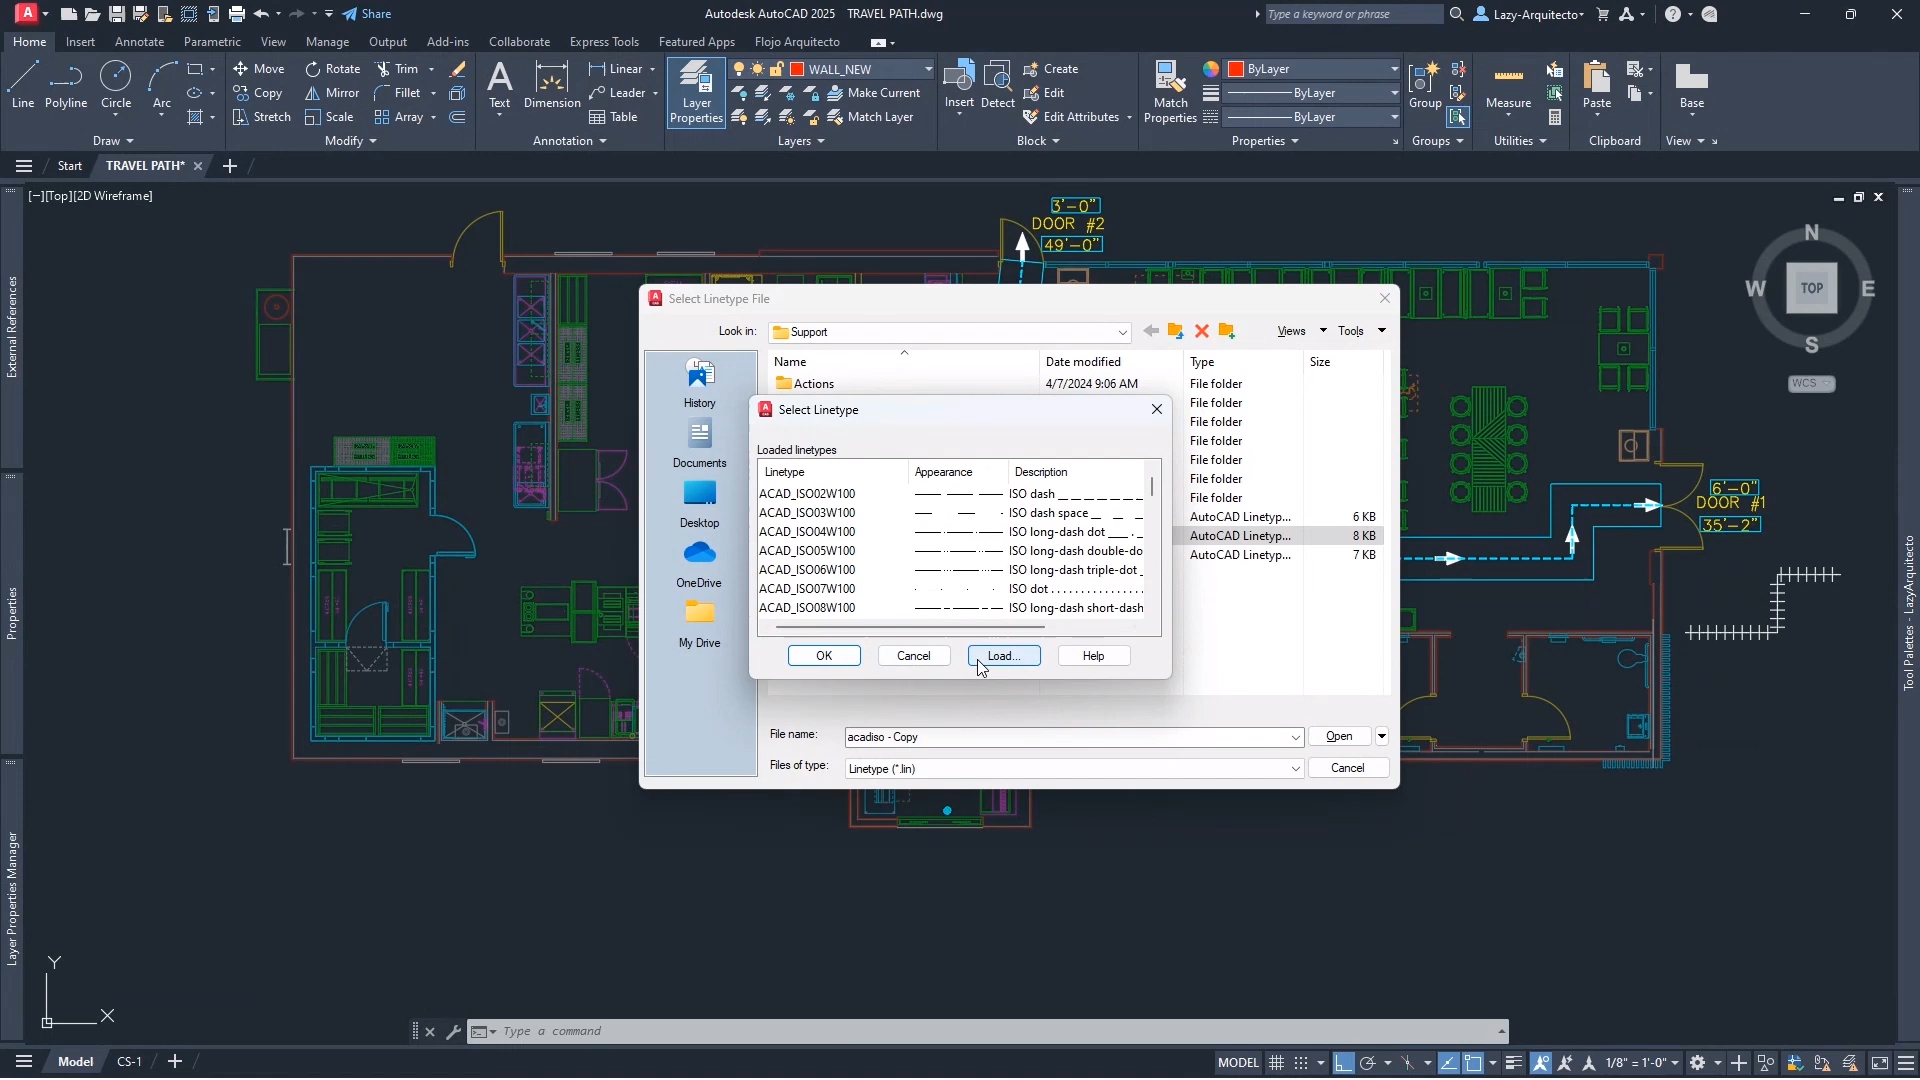 Share
Autodesk AutoCAD 2025 TRAVEL PATH.dwg
Type a keyword or phrase
Lazy-Arquitecto
Home Insert Annotate Parametric View Manage Output Add-ins Collaborate Express Tools Featured Apps Flojo Arquitecto
Line Polyline Circle Arc
Move Rotate Trim
Copy Mirror Fillet
Stretch Scale Array
Text Dimension
Linear
Leader
Table
Layer
Properties
WALL_NEW
Make Current
Match Layer
Insert Detect
Create
Edit
Edit Attributes
Match
Properties
ByLayer
ByLayer
ByLayer
Group
Measure
Paste
Base
Draw Modify Annotation Layers Block Properties Groups Utilities Clipboard View
Start TRAVEL PATH*
[−][Top][2D Wireframe]
External References
Properties
Layer Properties Manager
Tool Palettes - LazyArquitecto
3'-0"
DOOR #2
49'-0"
N
W TOP E
S
WCS
6'-0"
DOOR #1
35'-2"
Select Linetype File
Look in: Support
Views Tools
Name Date modified Type Size
Actions 4/7/2024 9:06 AM File folder
File folder
File folder
File folder
File folder
File folder
File folder
AutoCAD Linetyp... 6 KB
AutoCAD Linetyp... 8 KB
AutoCAD Linetyp... 7 KB
History
Documents
Desktop
OneDrive
My Drive
Select Linetype
Loaded linetypes
Linetype Appearance Description
ACAD_ISO02W100 ISO dash __ __ __ __ __ __
ACAD_ISO03W100 ISO dash space __ __ __
ACAD_ISO04W100 ISO long-dash dot ___ . _
ACAD_ISO05W100 ISO long-dash double-do
ACAD_ISO06W100 ISO long-dash triple-dot _
ACAD_ISO07W100 ISO dot . . . . . . . . . . . . . . . .
ACAD_ISO08W100 ISO long-dash short-dash
OK Cancel Load... Help
File name: acadiso - Copy Open
Files of type: Linetype (*.lin) Cancel
Y
X
Type a command
Model CS-1
MODEL
1/8" = 1'-0"